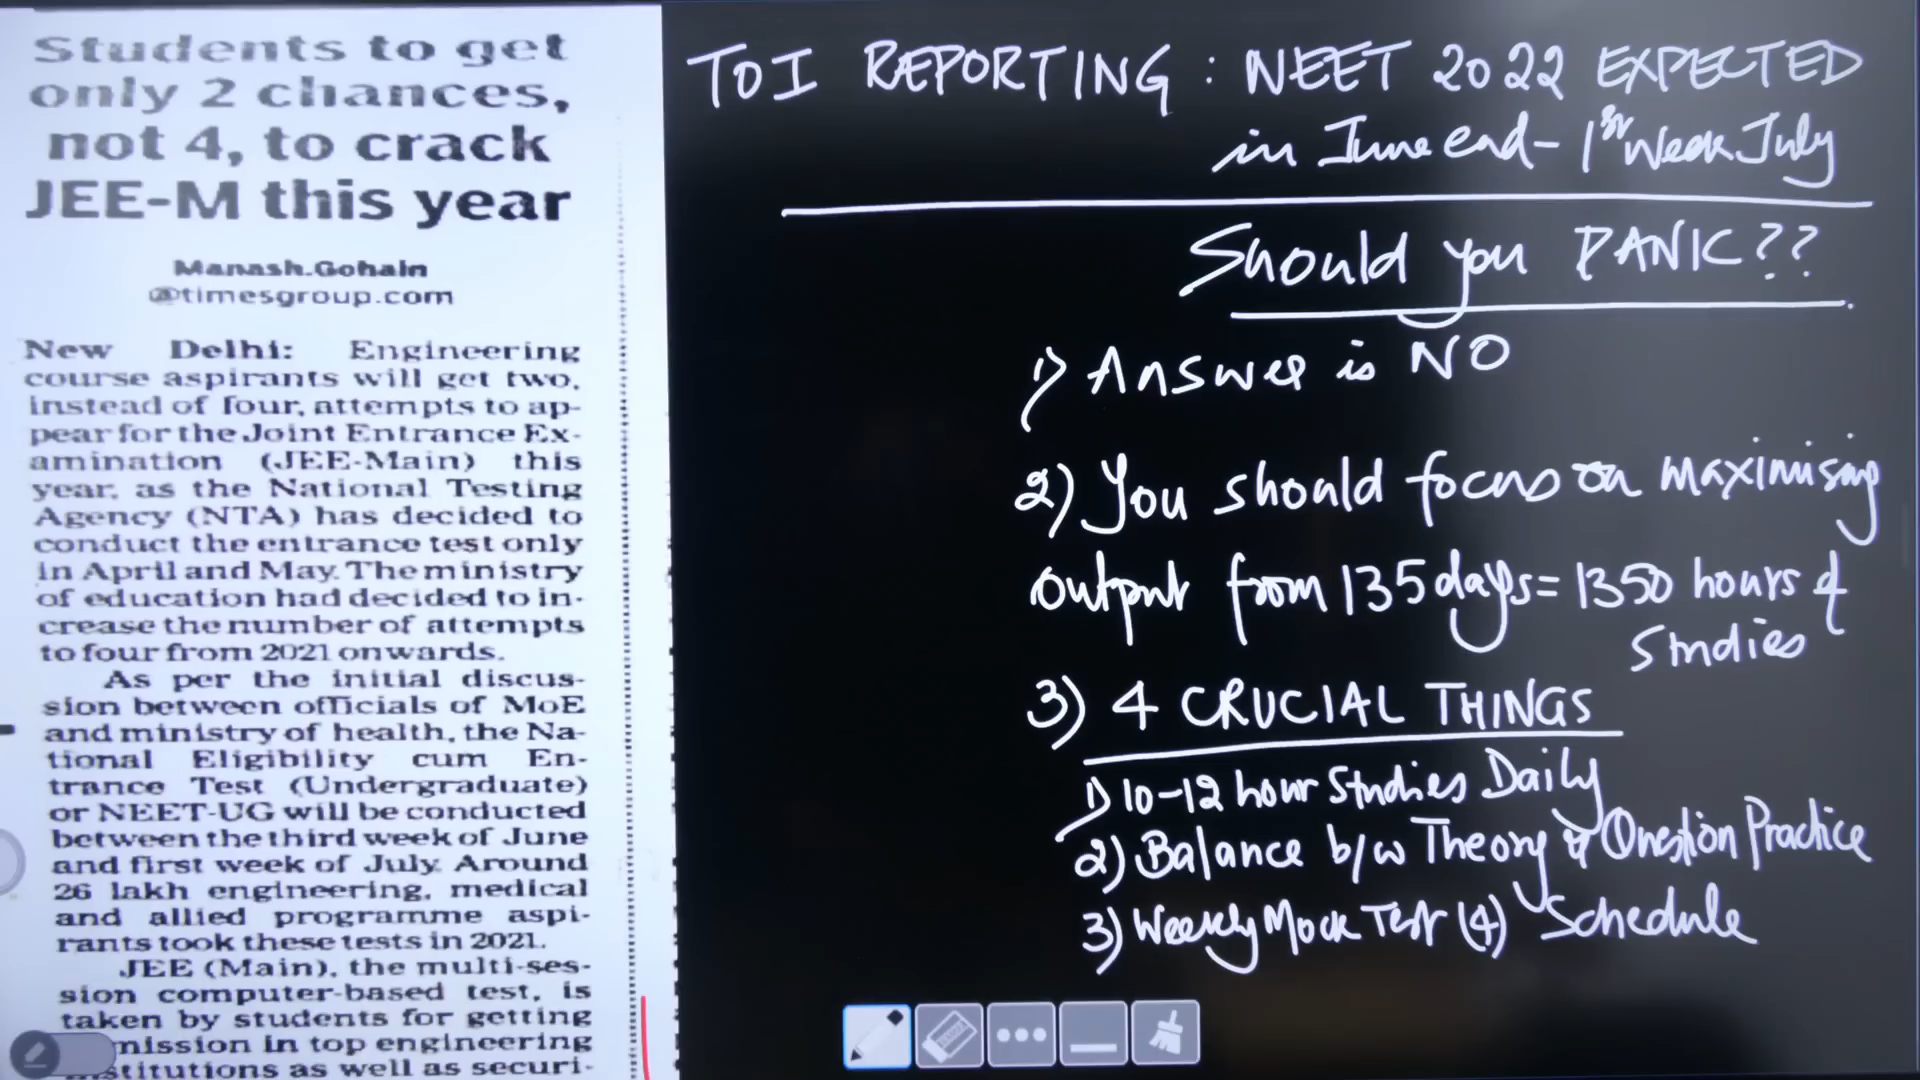 Students to get
only 2 chances,
not 4, to crack
JEE-M this year
Manash.Gohain
@timesgroup.com
New Delhi: Engineering
course aspirants will get two,
instead of four, attempts to ap-
pear for the Joint Entrance Ex-
amination (JEE-Main) this
year, as the National Testing
Agency (NTA) has decided to
conduct the entrance test only
in April and May. The ministry
of education had decided to in-
crease the number of attempts
to four from 2021 onwards.
As per the initial discus-
sion between officials of MoE
and ministry of health, the Na-
tional Eligibility cum En-
trance Test (Undergraduate)
or NEET-UG will be conducted
between the third week of June
and first week of July. Around
26 lakh engineering, medical
and allied programme aspi-
rants took these tests in 2021.
JEE (Main), the multi-ses-
sion computer-based test, is
taken by students for getting
mission in top engineering
stitutions as well as securi-
TOI REPORTING : NEET 2022 EXPECTED
in June end - 1st Week July
Should you PANIC??
1) Answer is NO
2) You should focus on maximising
output from 135 days = 1350 hours of
Studies
3) 4 CRUCIAL THINGS
1) 10-12 hour Studies Daily
2) Balance b/w Theory & Question Practice
3) Weekly Mock Test (4) Schedule